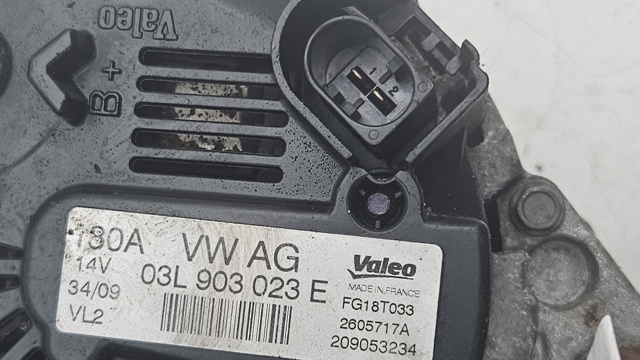 Valeo
B+
1 2
180A VW AG
14V 03L 903 023 E
34/09
VL2
Valeo
MADE IN FRANCE
FG18T033
2605717A
209053234